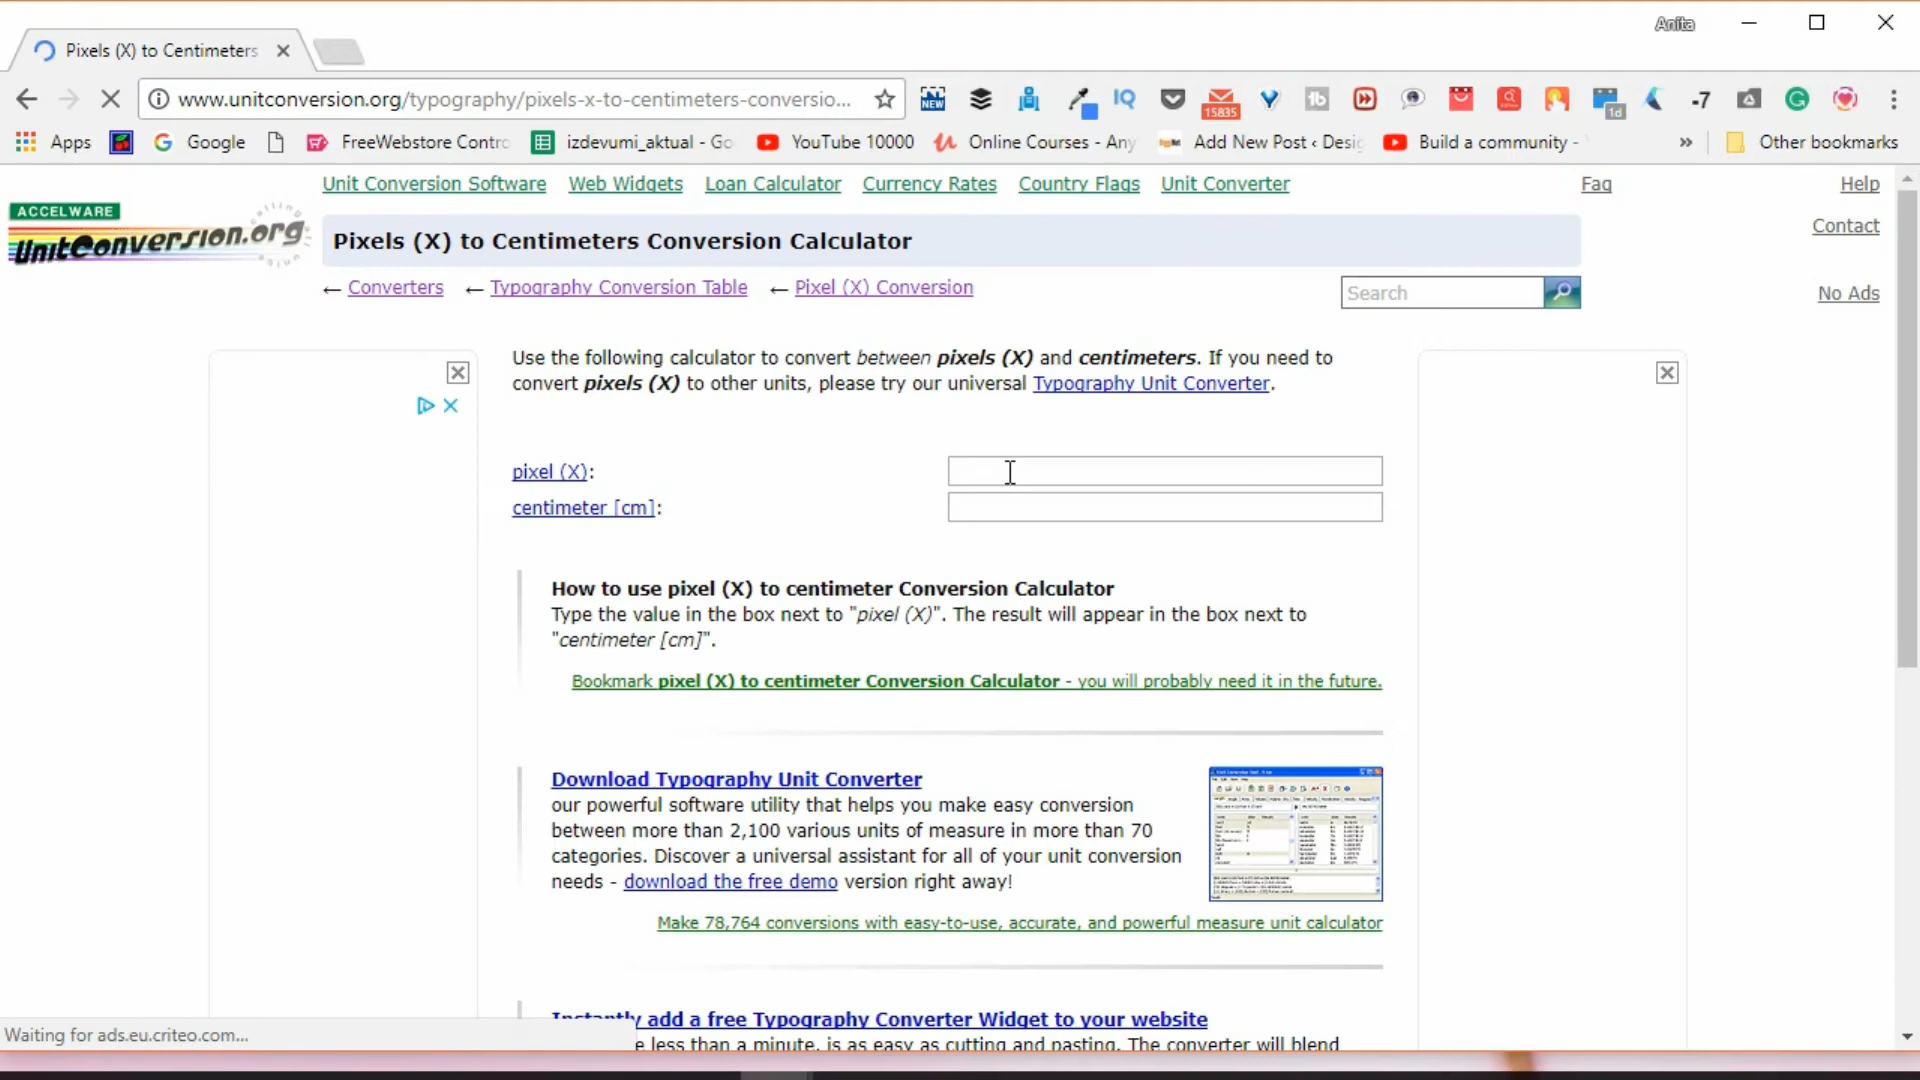 Anita
Pixels (X) to Centimeters
www.unitconversion.org/typography/pixels-x-to-centimeters-conversio...
NEW
IQ
15835
1d
-7
Apps
Google
FreeWebstore Contro
izdevumi_aktual - Go
YouTube 10000
Online Courses - Any
Add New Post ‹ Desig
Build a community -
»
Other bookmarks
Unit Conversion Software
Web Widgets
Loan Calculator
Currency Rates
Country Flags
Unit Converter
Faq
Help
ACCELWARE
UnitConversion.org
Pixels (X) to Centimeters Conversion Calculator
Contact
← Converters ← Typography Conversion Table ← Pixel (X) Conversion
Search
No Ads
Use the following calculator to convert between pixels (X) and centimeters. If you need to
convert pixels (X) to other units, please try our universal Typography Unit Converter.
pixel (X):
centimeter [cm]:
How to use pixel (X) to centimeter Conversion Calculator
Type the value in the box next to "pixel (X)". The result will appear in the box next to
"centimeter [cm]".
Bookmark pixel (X) to centimeter Conversion Calculator - you will probably need it in the future.
Download Typography Unit Converter
our powerful software utility that helps you make easy conversion
between more than 2,100 various units of measure in more than 70
categories. Discover a universal assistant for all of your unit conversion
needs - download the free demo version right away!
Make 78,764 conversions with easy-to-use, accurate, and powerful measure unit calculator
Instantly add a free Typography Converter Widget to your website
e less than a minute, is as easy as cutting and pasting. The converter will blend
Waiting for ads.eu.criteo.com...